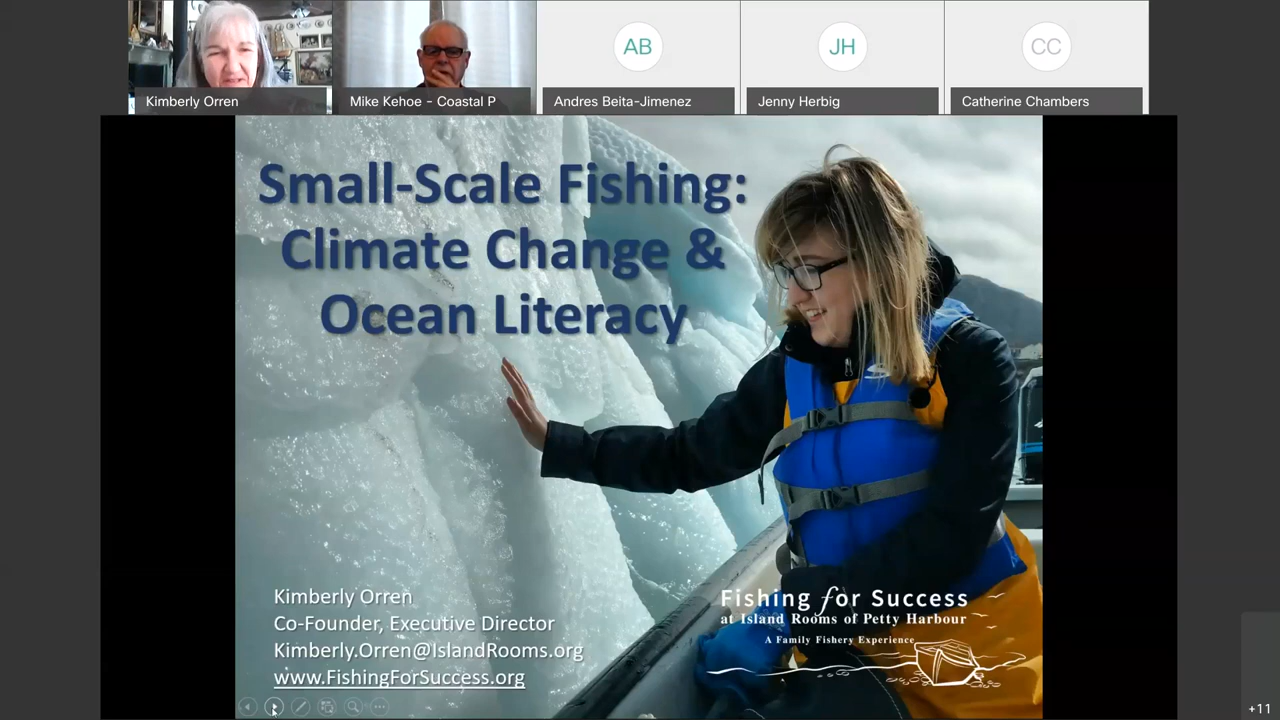 AB
JH
CC
Kimberly Orren
Mike Kehoe - Coastal P
Andres Beita-Jimenez
Jenny Herbig
Catherine Chambers
Small-Scale Fishing:
Climate Change &
Ocean Literacy
Kimberly Orren
Co-Founder, Executive Director
Kimberly.Orren@IslandRooms.org
www.FishingForSuccess.org
Fishing for Success
at Island Rooms of Petty Harbour
A Family Fishery Experience
+11